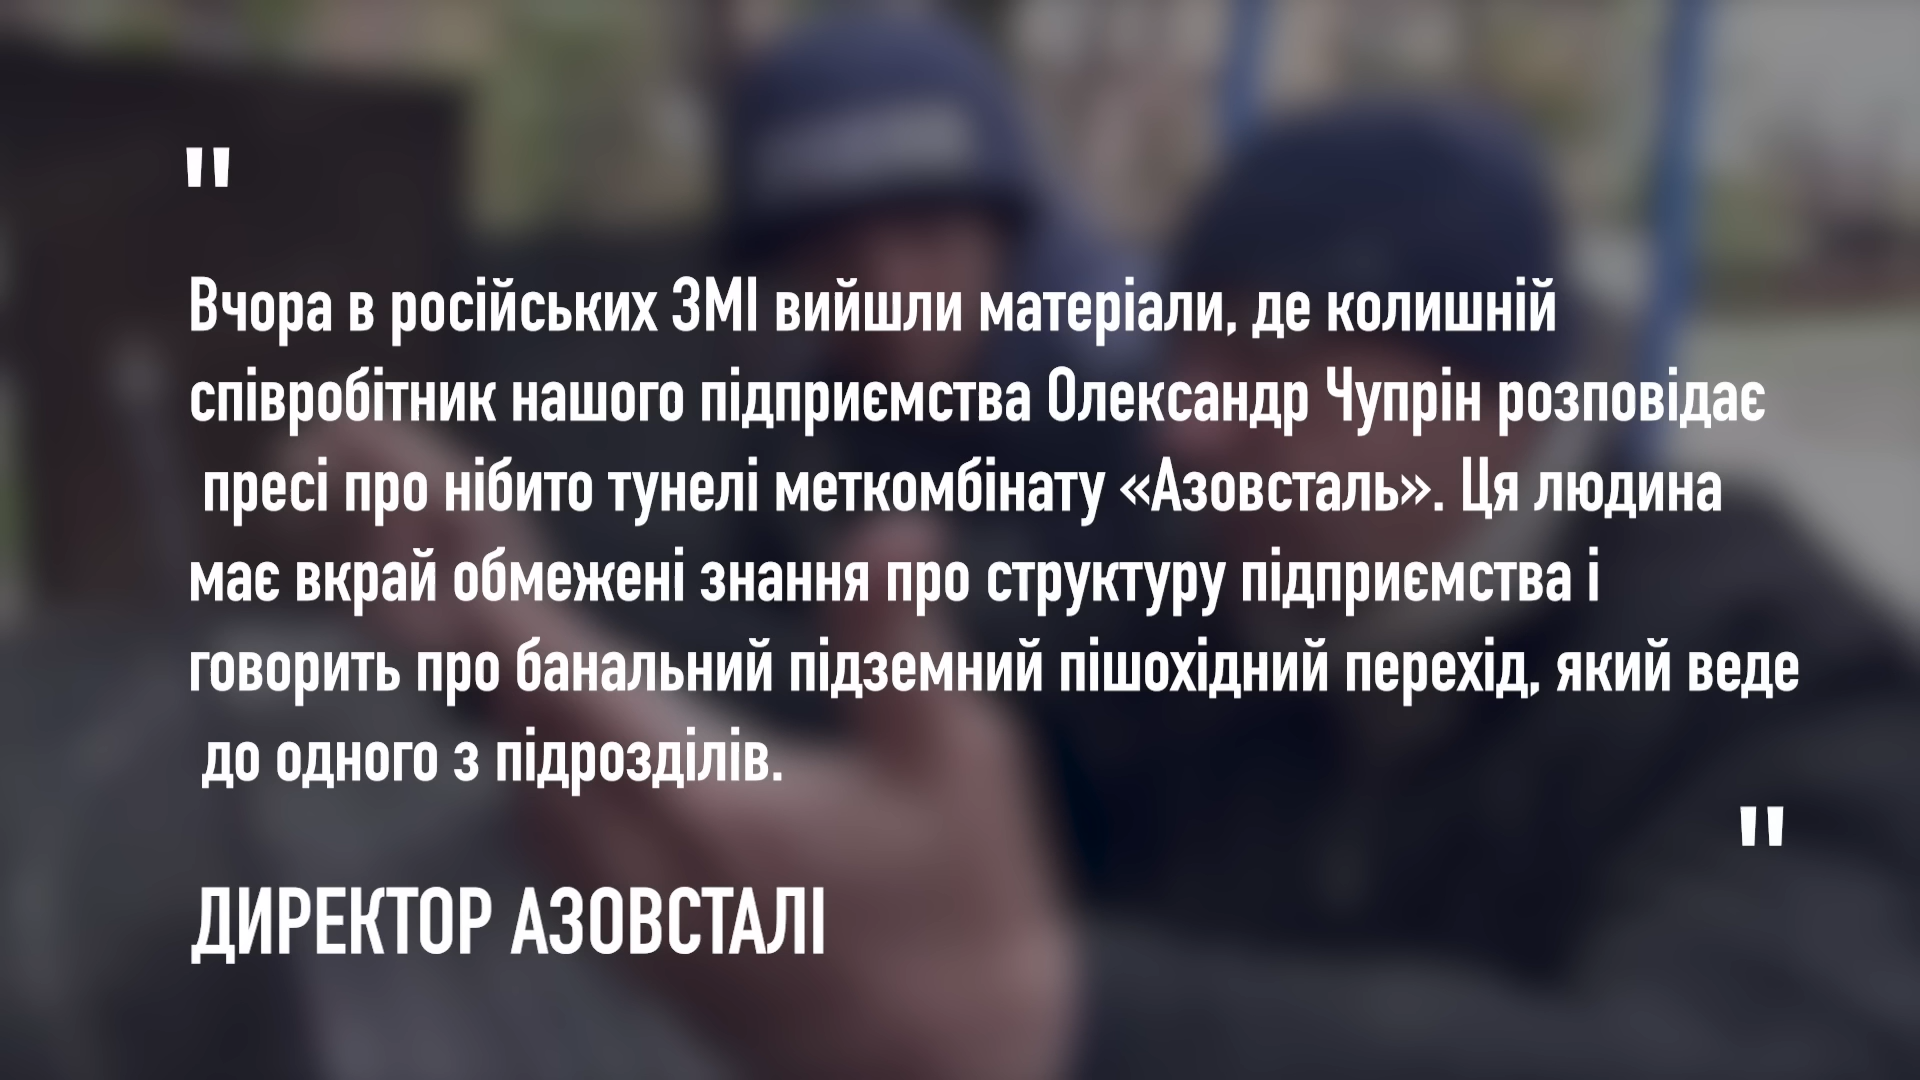 "
Вчора в російських ЗМІ вийшли матеріали, де колишній
співробітник нашого підприємства Олександр Чупрін розповідає
пресі про нібито тунелі меткомбінату «Азовсталь». Ця людина
має вкрай обмежені знання про структуру підприємства і
говорить про банальний підземний пішохідний перехід, який веде
до одного з підрозділів.
"
ДИРЕКТОР АЗОВСТАЛІ